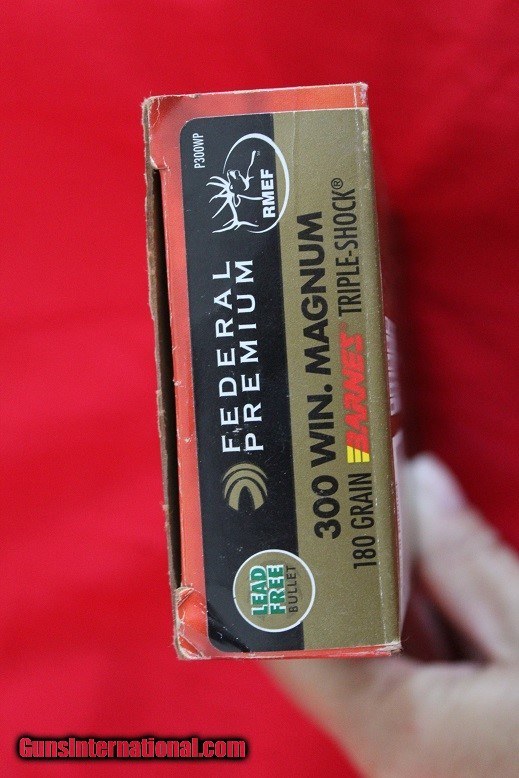 P300WP
RMEF
FEDERAL
PREMIUM
LEAD
FREE
BULLET
300 WIN. MAGNUM
180 GRAIN BARNES TRIPLE-SHOCK®
GunsInternational.com